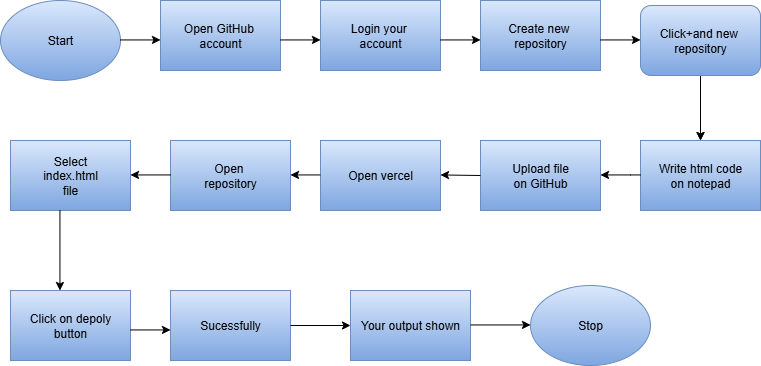 Start
Open GitHub
account
Login your
account
Create new
repository
Click+and new
repository
Select
index.html
file
Open
repository
Open vercel
Upload file
on GitHub
Write html code
on notepad
Click on depoly
button
Sucessfully
Your output shown
Stop